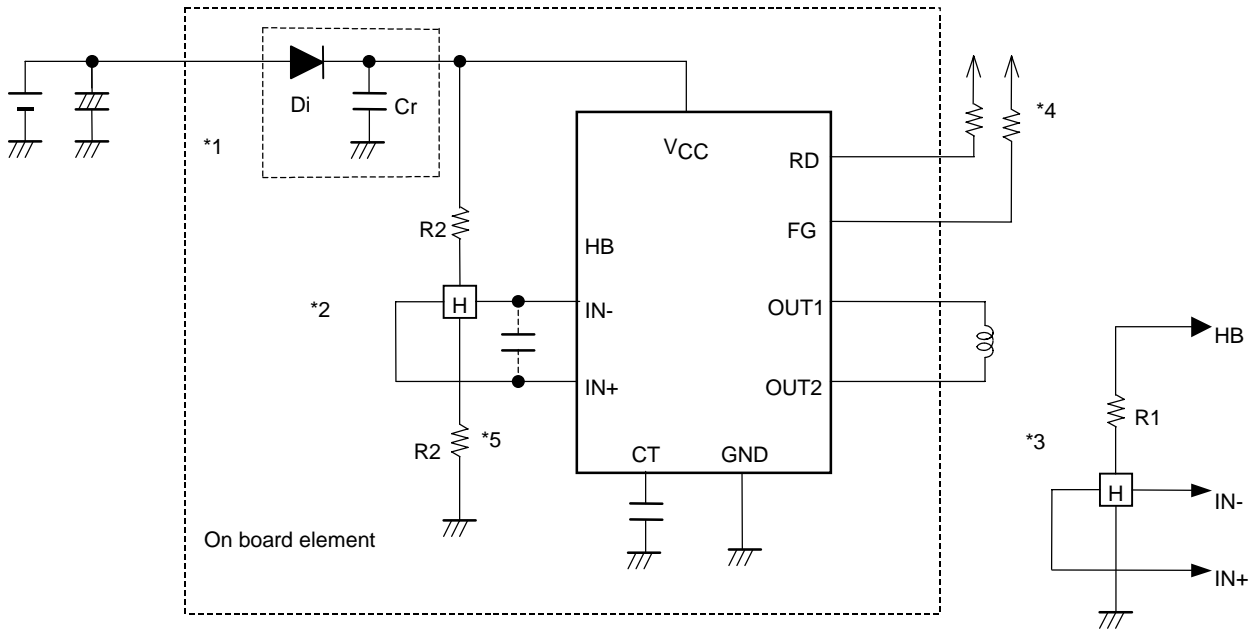 Di
Cr
*1
*4
VCC
RD
R2
FG
HB
*2
H
IN-
OUT1
HB
IN+
OUT2
R1
R2
*5
*3
CT
GND
H
IN-
On board element
IN+